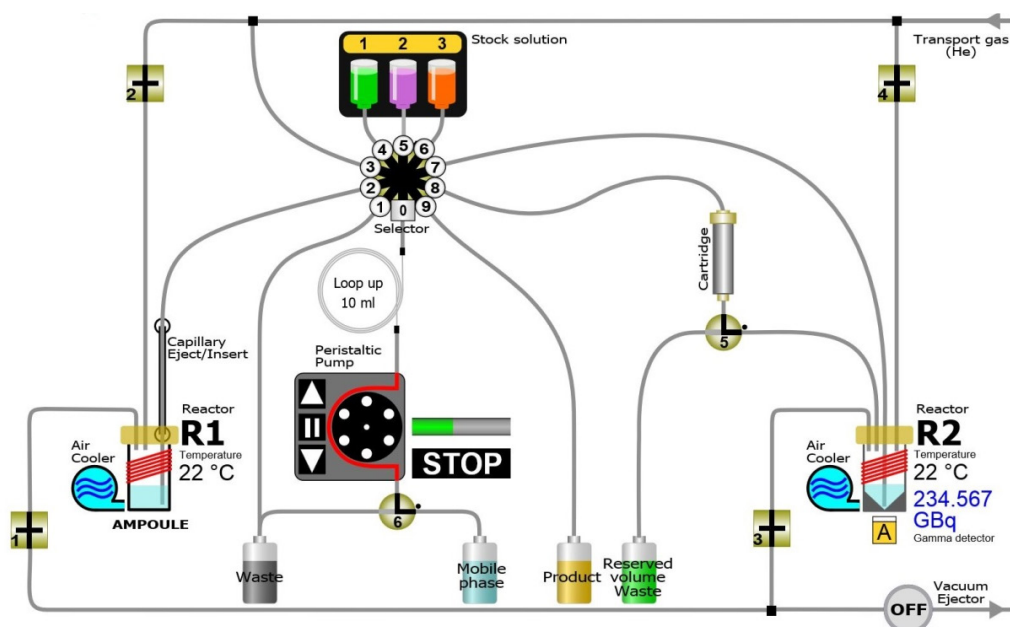 Transport gas
(He)
1 2 3
Stock solution
2
4
4 5 6
3 7
2 8
1 0 9
Selector
Loop up
10 ml
Cartridge
5
Capillary
Eject/Insert
Peristaltic
Pump
STOP
6
Reactor
R1
Temperature
22 °C
Air
Cooler
AMPOULE
1
Reactor
R2
Temperature
22 °C
234.567
GBq
Gamma detector
Air
Cooler
A
3
Waste
Mobile
phase
Product
Reserved
volume
Waste
Vacuum
Ejector
OFF